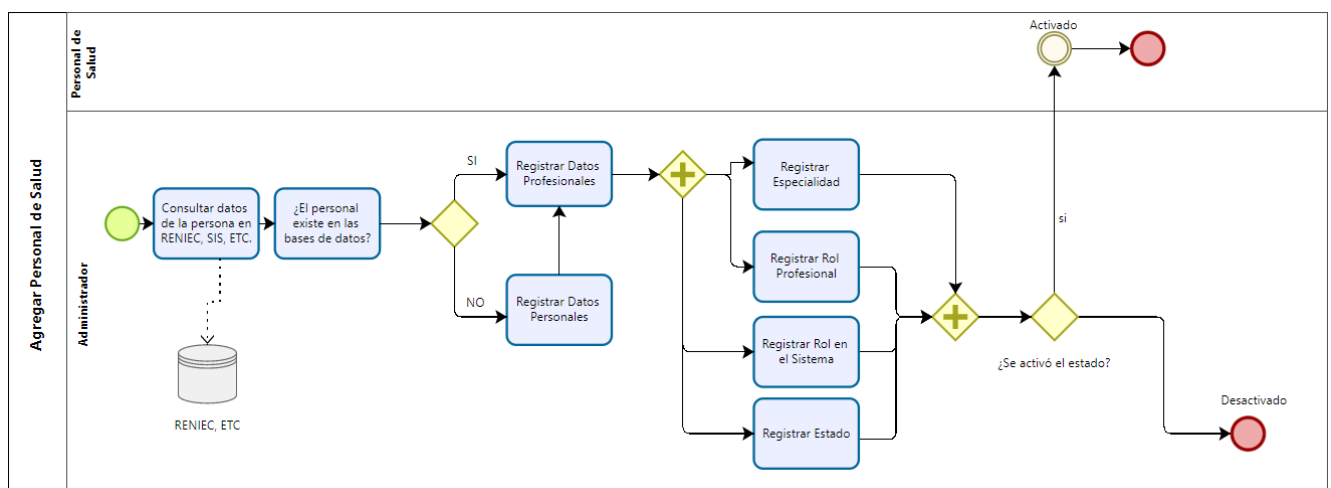 Agregar Personal de Salud
Personal de
Salud
Activado
Administrador
Consultar datos
de la persona en
RENIEC, SIS, ETC.
RENIEC, ETC
¿El personal
existe en las
bases de datos?
SI
NO
Registrar Datos
Profesionales
Registrar Datos
Personales
Registrar
Especialidad
Registrar Rol
Profesional
Registrar Rol en
el Sistema
Registrar Estado
si
¿Se activó el estado?
Desactivado